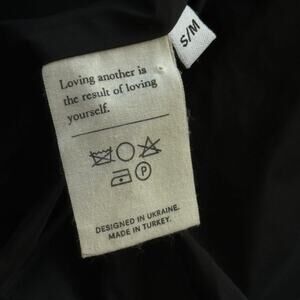 S/M
Loving another is
the result of loving
yourself.
P
DESIGNED IN UKRAINE.
MADE IN TURKEY.